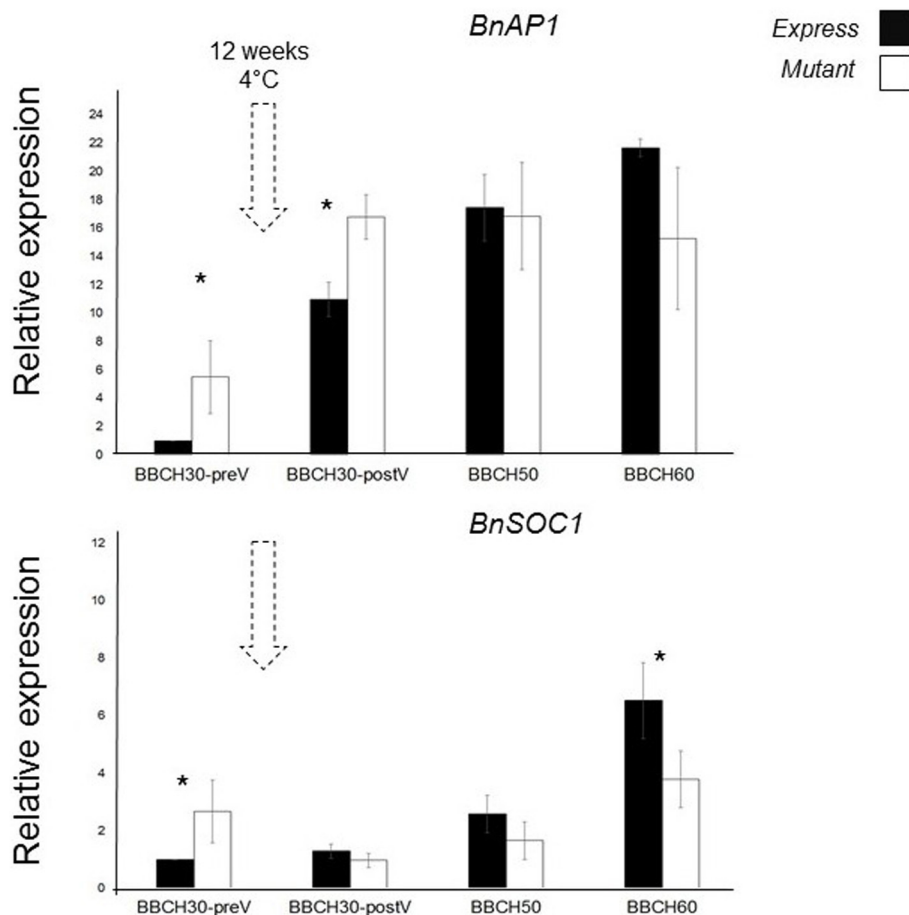 BnAP1
Express
Mutant
12 weeks
4°C
Relative expression
24
22
20
18
16
14
12
10
8
6
4
2
0
*
*
BBCH30-preV
BBCH30-postV
BBCH50
BBCH60
BnSOC1
Relative expression
12
10
8
6
4
2
0
*
*
BBCH30-preV
BBCH30-postV
BBCH50
BBCH60